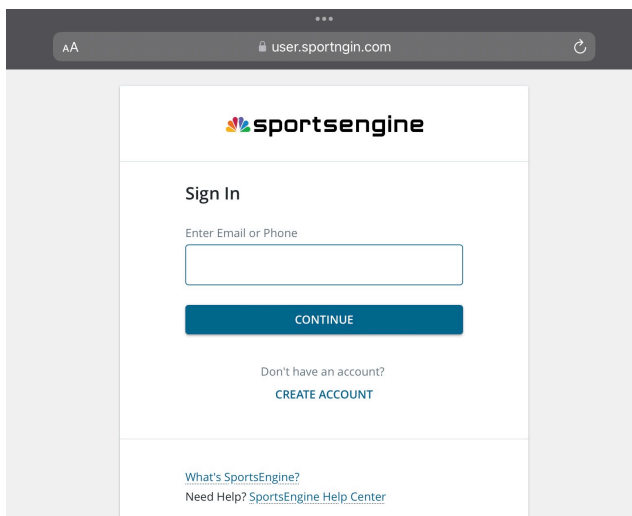 AA
user.sportngin.com
sportsengine
Sign In
Enter Email or Phone
CONTINUE
Don't have an account?
CREATE ACCOUNT
What's SportsEngine?
Need Help? SportsEngine Help Center